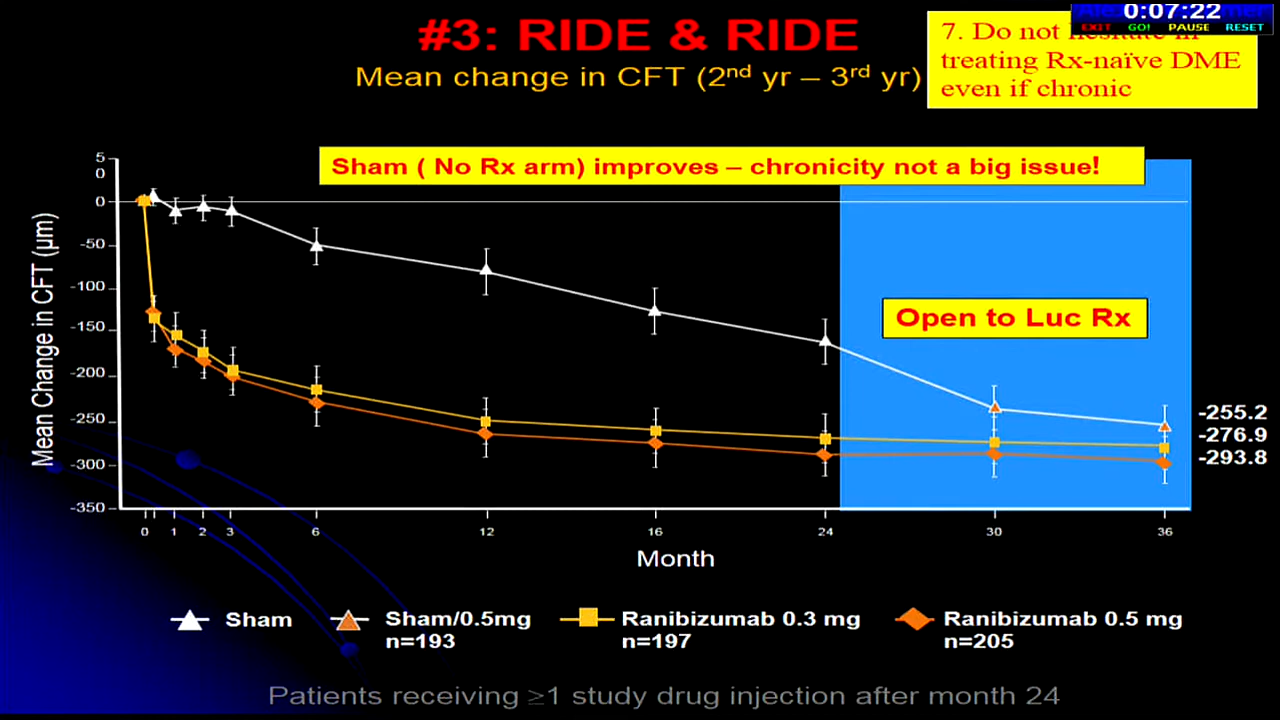 #3: RIDE & RIDE
Mean change in CFT (2nd yr – 3rd yr)
0:07:22
EXIT GO! PAUSE RESET
7. Do not hesitate in
treating Rx-naïve DME
even if chronic
Sham ( No Rx arm) improves – chronicity not a big issue!
Mean Change in CFT (µm)
5
0
0
-50
-100
-150
-200
-250
-300
-350
Open to Luc Rx
-255.2
-276.9
-293.8
0 1 2 3 6 12 16 24 30 36
Month
Sham
Sham/0.5mg
n=193
Ranibizumab 0.3 mg
n=197
Ranibizumab 0.5 mg
n=205
Patients receiving ≥1 study drug injection after month 24